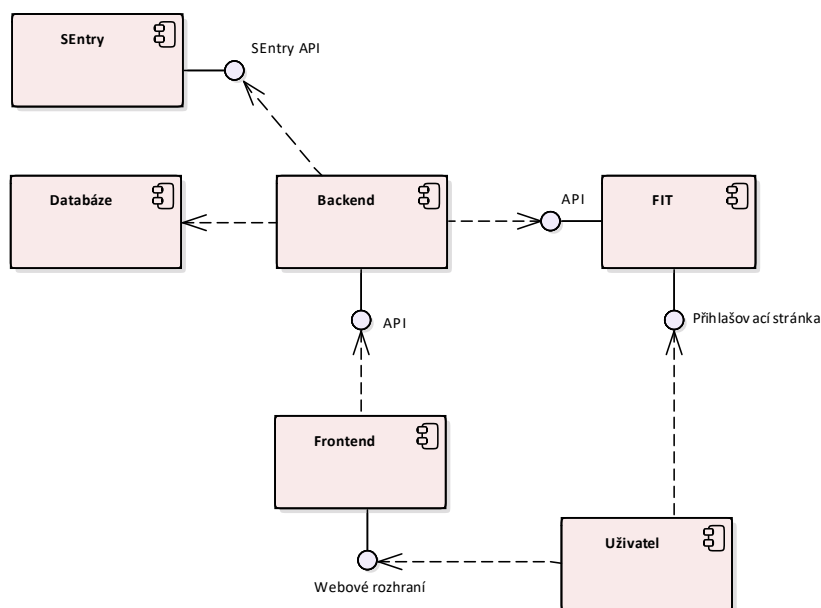 SEntry
SEntry API
Databáze
Backend
API
FIT
API
Přihlašovací stránka
Frontend
Uživatel
Webové rozhraní